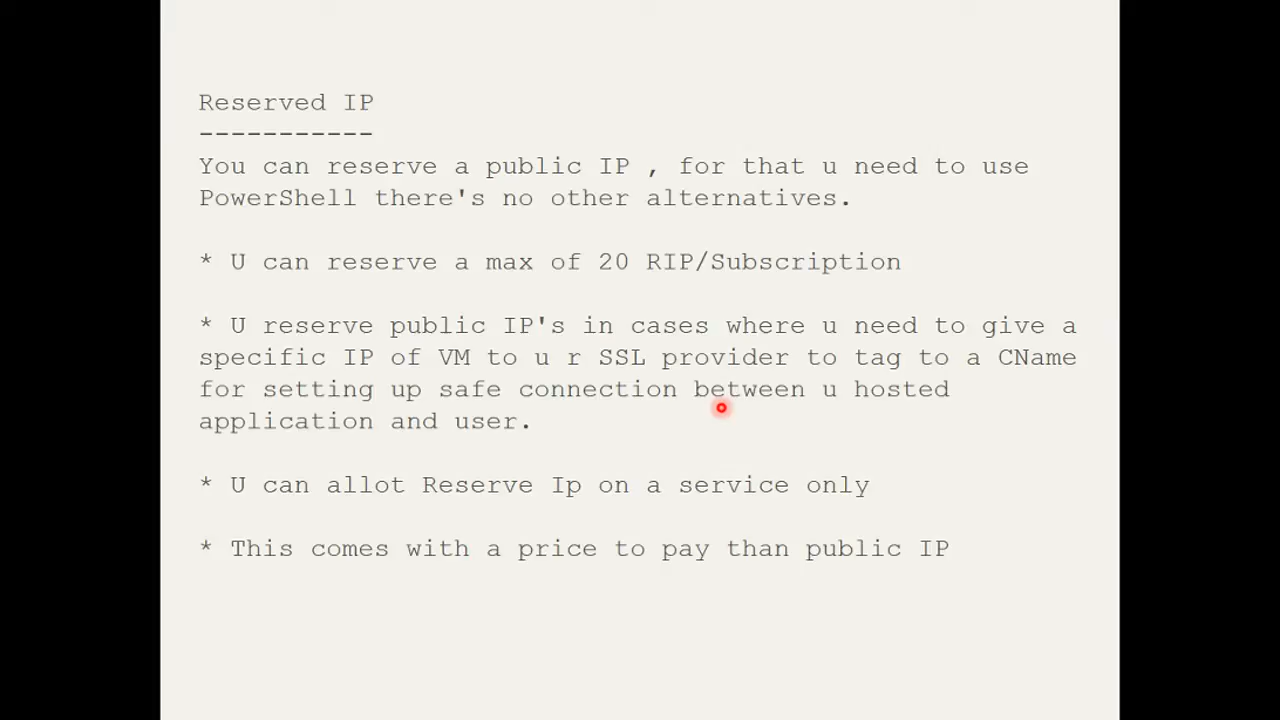 Reserved IP
-----------
You can reserve a public IP , for that u need to use
PowerShell there's no other alternatives.
* U can reserve a max of 20 RIP/Subscription
* U reserve public IP's in cases where u need to give a
specific IP of VM to u r SSL provider to tag to a CName
for setting up safe connection between u hosted
application and user.
* U can allot Reserve Ip on a service only
* This comes with a price to pay than public IP